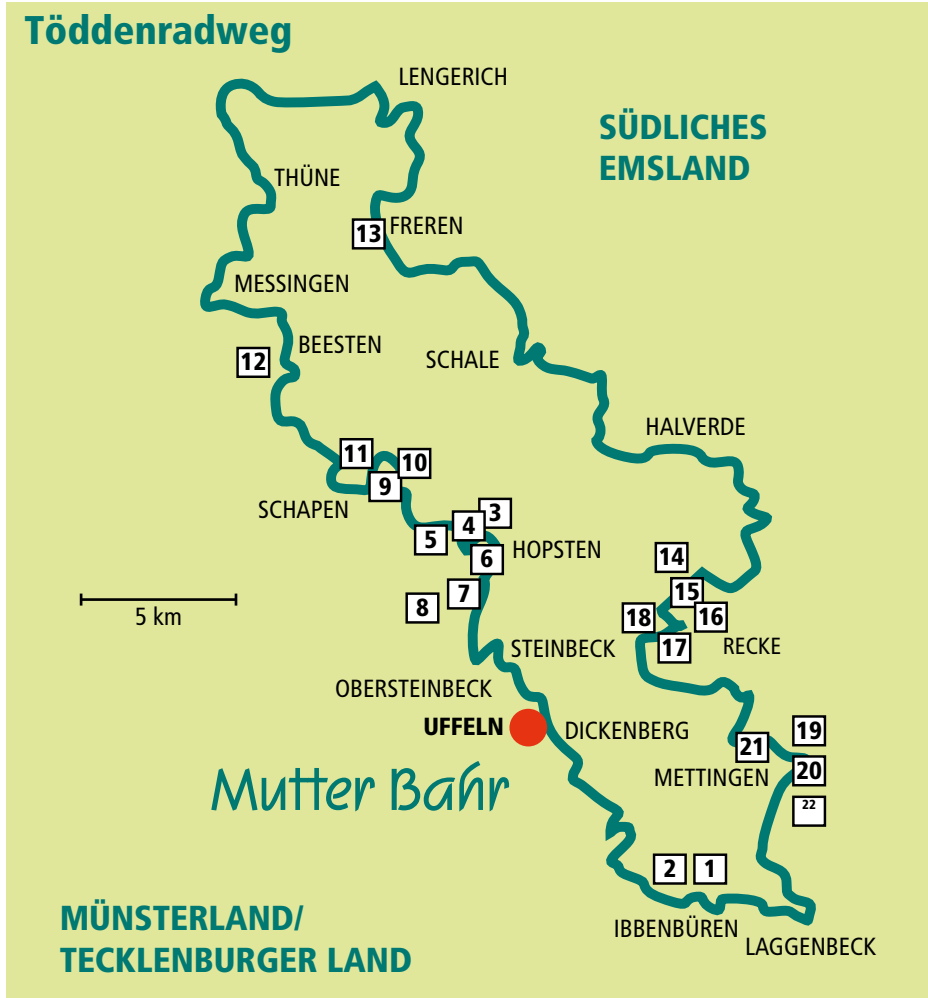 Töddenradweg
LENGERICH
SÜDLICHES
EMSLAND
THÜNE
13
FREREN
MESSINGEN
BEESTEN
12
SCHALE
HALVERDE
11
10
9
SCHAPEN
3
4
5
6
HOPSTEN
14
7
8
15
16
18
17
RECKE
5 km
STEINBECK
OBERSTEINBECK
UFFELN
DICKENBERG
19
21
20
METTINGEN
22
Mutter Bahr
2
1
IBBENBÜREN
LAGGENBECK
MÜNSTERLAND/
TECKLENBURGER LAND